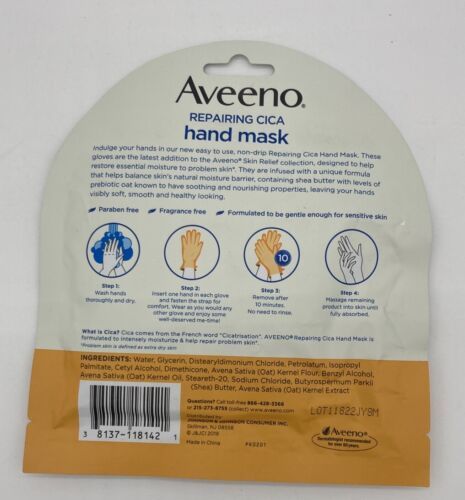 Aveeno®
REPAIRING CICA
hand mask
Indulge your hands in our new easy to use, non-drip Repairing Cica Hand Mask. These
gloves are the latest addition to the Aveeno® Skin Relief collection, designed to help
restore essential moisture to problem skin*. They are infused with a unique formula
that helps balance skin's natural moisture barrier, containing shea butter with levels of
prebiotic oat known to have soothing and nourishing properties, leaving your hands
visibly soft, smooth and healthy looking.
Paraben free Fragrance free Formulated to be gentle enough for sensitive skin
10
Step 1: Step 2: Step 3: Step 4:
Wash hands Insert one hand in each glove Remove after Massage remaining
thoroughly and dry. and fasten the strap for 10 minutes. product into skin until
comfort. Wear as you would any No need to rinse. fully absorbed.
other glove and enjoy some
well-deserved me-time!
What is Cica? Cica comes from the French word "Cicatrisation". AVEENO® Repairing Cica Hand Mask is
formulated to intensively moisturize & help repair problem skin*.
*Problem skin is defined as extra dry skin
INGREDIENTS: Water, Glycerin, Distearyldimonium Chloride, Petrolatum, Isopropyl
Palmitate, Cetyl Alcohol, Dimethicone, Avena Sativa (Oat) Kernel Flour, Benzyl Alcohol,
Avena Sativa (Oat) Kernel Oil, Steareth-20, Sodium Chloride, Butyrospermum Parkii
(Shea) Butter, Avena Sativa (Oat) Kernel Extract
Questions? Call toll-free 866-428-3366
or 215-273-8755 (collect) www.aveeno.com
Distributed by:
JOHNSON & JOHNSON CONSUMER INC.
Skillman, NJ 08558
© J&JCI 2019
Made in China
LOT11822JY8M
Aveeno®
Dermatologist recommended
for over 60 years.
3 8137-118142 1